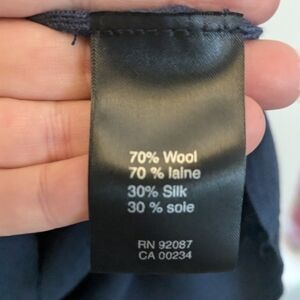 70% Wool
70 % laine
30% Silk
30 % soie
RN 92087
CA 00234